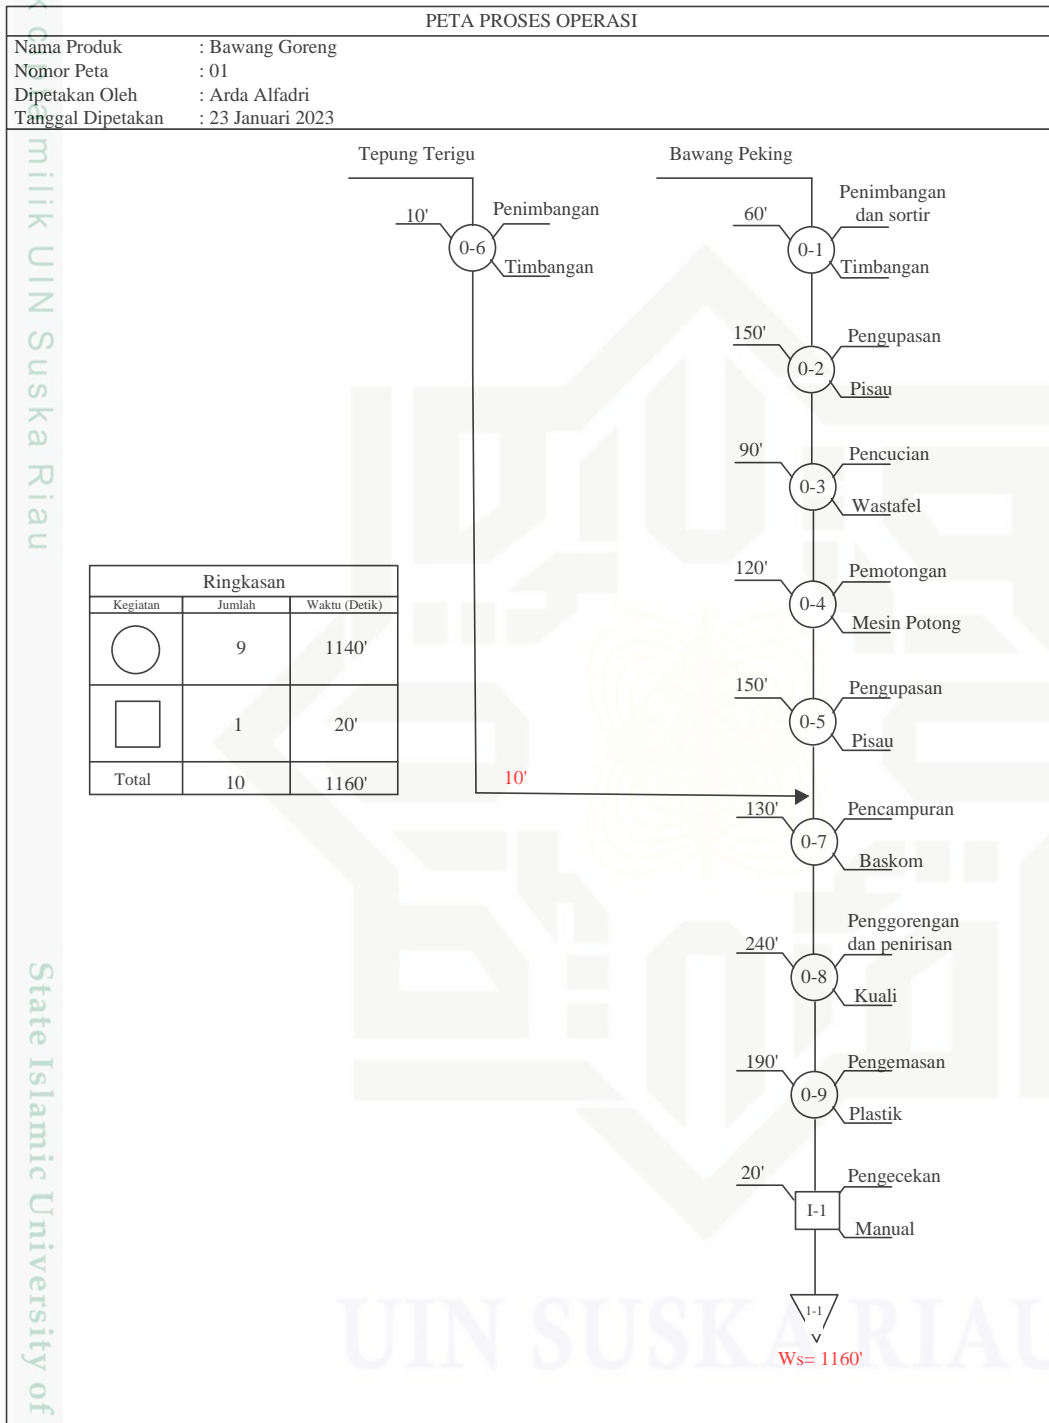 PETA PROSES OPERASI
Nama Produk : Bawang Goreng
Nomor Peta : 01
Dipetakan Oleh : Arda Alfadri
Tanggal Dipetakan : 23 Januari 2023
Tepung Terigu
10'
Penimbangan
0-6
Timbangan
Bawang Peking
60'
Penimbangan
dan sortir
0-1
Timbangan
150'
Pengupasan
0-2
Pisau
90'
Pencucian
0-3
Wastafel
120'
Pemotongan
0-4
Mesin Potong
150'
Pengupasan
0-5
Pisau
10'
130'
Pencampuran
0-7
Baskom
240'
Penggorengan
dan penirisan
0-8
Kuali
190'
Pengemasan
0-9
Plastik
20'
Pengecekan
I-1
Manual
1-1
Ws= 1160'
Ringkasan
Kegiatan Jumlah Waktu (Detik)
9 1140'
1 20'
Total 10 1160'
k cipta milik UIN Suska Riau
State Islamic University of
UIN SUSKA RIAU